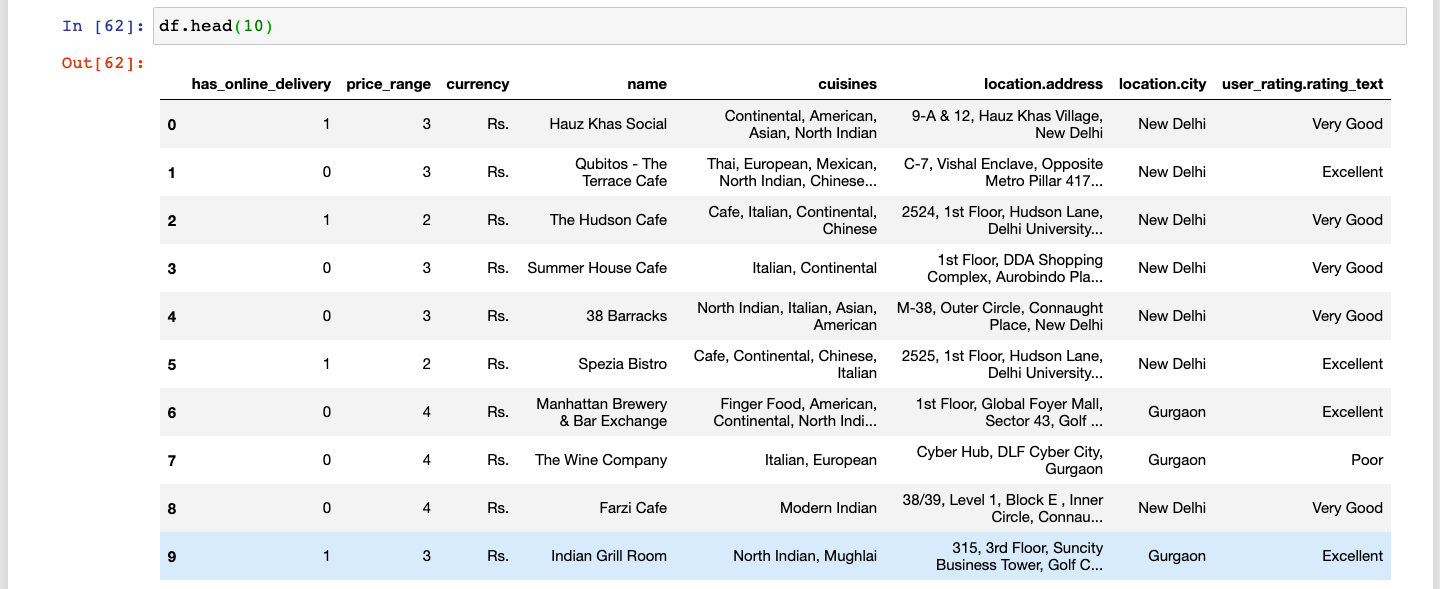 In [62]: df.head(10)
Out[62]:
has_online_delivery price_range currency name cuisines location.address location.city user_rating.rating_text
0 1 3 Rs. Hauz Khas Social Continental, American, Asian, North Indian 9-A & 12, Hauz Khas Village, New Delhi New Delhi Very Good
1 0 3 Rs. Qubitos - The Terrace Cafe Thai, European, Mexican, North Indian, Chinese... C-7, Vishal Enclave, Opposite Metro Pillar 417... New Delhi Excellent
2 1 2 Rs. The Hudson Cafe Cafe, Italian, Continental, Chinese 2524, 1st Floor, Hudson Lane, Delhi University... New Delhi Very Good
3 0 3 Rs. Summer House Cafe Italian, Continental 1st Floor, DDA Shopping Complex, Aurobindo Pla... New Delhi Very Good
4 0 3 Rs. 38 Barracks North Indian, Italian, Asian, American M-38, Outer Circle, Connaught Place, New Delhi New Delhi Very Good
5 1 2 Rs. Spezia Bistro Cafe, Continental, Chinese, Italian 2525, 1st Floor, Hudson Lane, Delhi University... New Delhi Excellent
6 0 4 Rs. Manhattan Brewery & Bar Exchange Finger Food, American, Continental, North Indi... 1st Floor, Global Foyer Mall, Sector 43, Golf ... Gurgaon Excellent
7 0 4 Rs. The Wine Company Italian, European Cyber Hub, DLF Cyber City, Gurgaon Gurgaon Poor
8 0 4 Rs. Farzi Cafe Modern Indian 38/39, Level 1, Block E , Inner Circle, Connau... New Delhi Very Good
9 1 3 Rs. Indian Grill Room North Indian, Mughlai 315, 3rd Floor, Suncity Business Tower, Golf C... Gurgaon Excellent